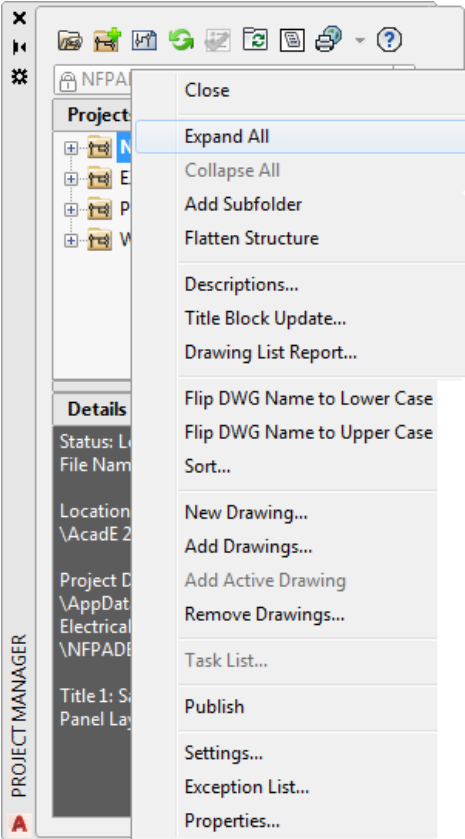 NFPA
Close
Projects
Expand All
N
Collapse All
E
Add Subfolder
P
Flatten Structure
W
Descriptions...
Title Block Update...
Drawing List Report...
Flip DWG Name to Lower Case
Details
Flip DWG Name to Upper Case
Status: L
Sort...
File Nam
New Drawing...
Location
\AcadE 2
Add Drawings...
Add Active Drawing
Project D
\AppDat
Remove Drawings...
Electrical
\NFPADE
Task List...
Title 1: Sa
Publish
Panel Lay
Settings...
Exception List...
Properties...
PROJECT MANAGER
A